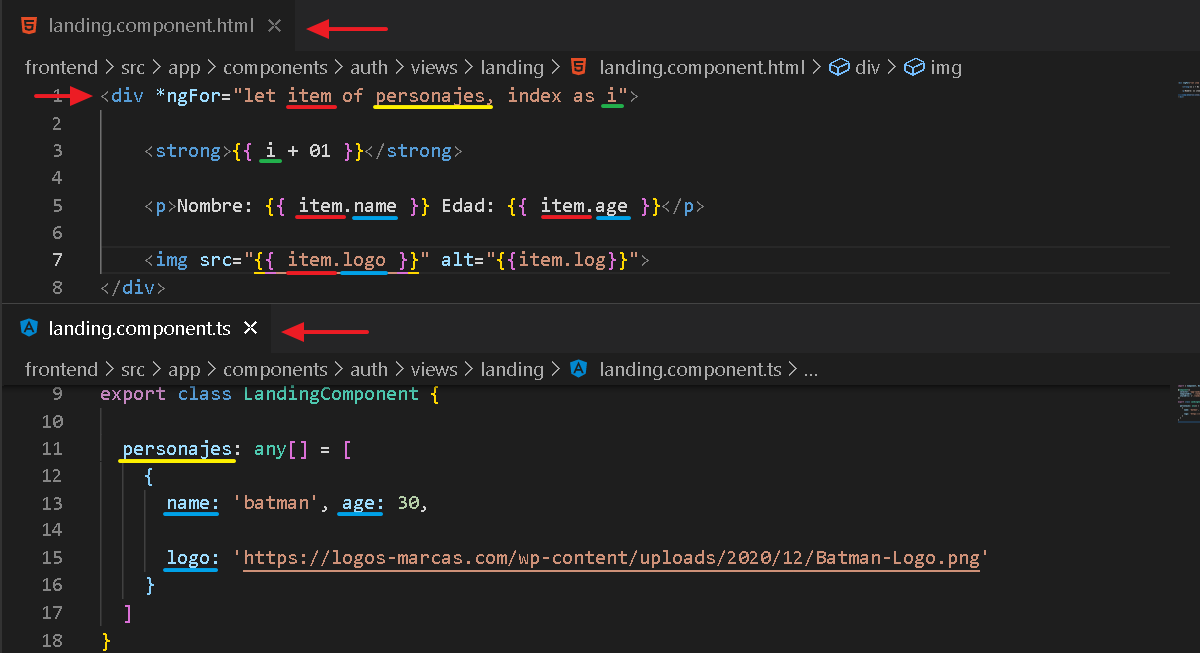 landing.component.html
frontend > src > app > components > auth > views > landing > landing.component.html > div > img
1 <div *ngFor="let item of personajes, index as i">
2
3 <strong>{{ i + 01 }}</strong>
4
5 <p>Nombre: {{ item.name }} Edad: {{ item.age }}</p>
6
7 <img src="{{ item.logo }}" alt="{{item.log}}">
8 </div>
landing.component.ts
frontend > src > app > components > auth > views > landing > landing.component.ts > ...
9 export class LandingComponent {
10
11 personajes: any[] = [
12 {
13 name: 'batman', age: 30,
14
15 logo: 'https://logos-marcas.com/wp-content/uploads/2020/12/Batman-Logo.png'
16 }
17 ]
18 }